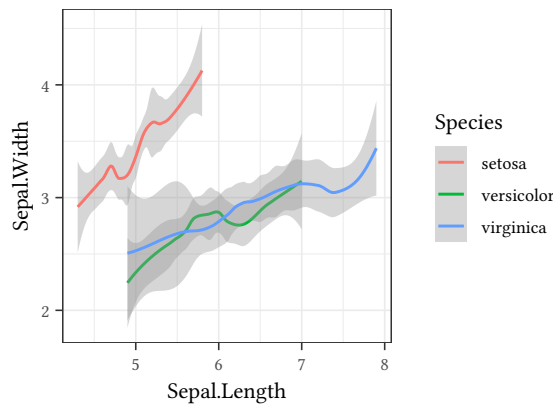 Sepal.Width
4
3
2
5
6
7
8
Sepal.Length
Species
setosa
versicolor
virginica